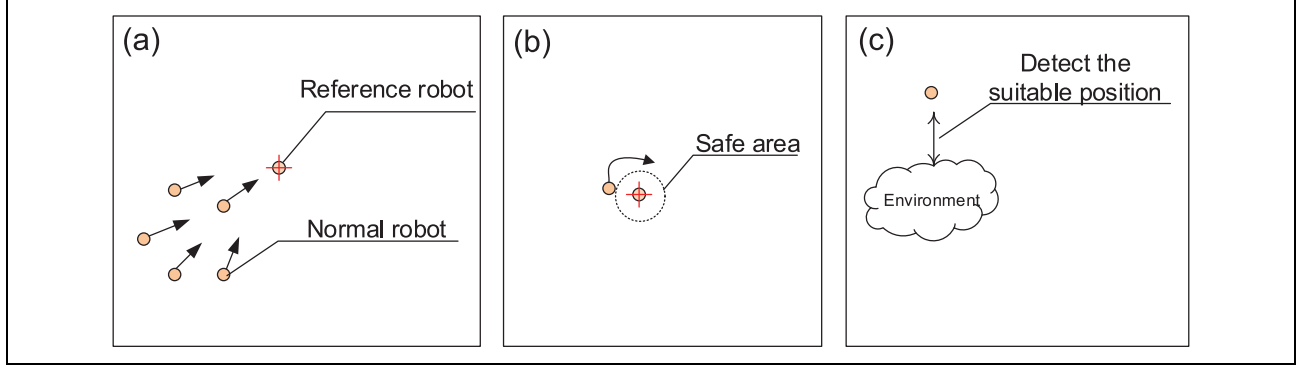 (a)
Reference robot
Normal robot
(b)
Safe area
(c)
Detect the
suitable position
Environment